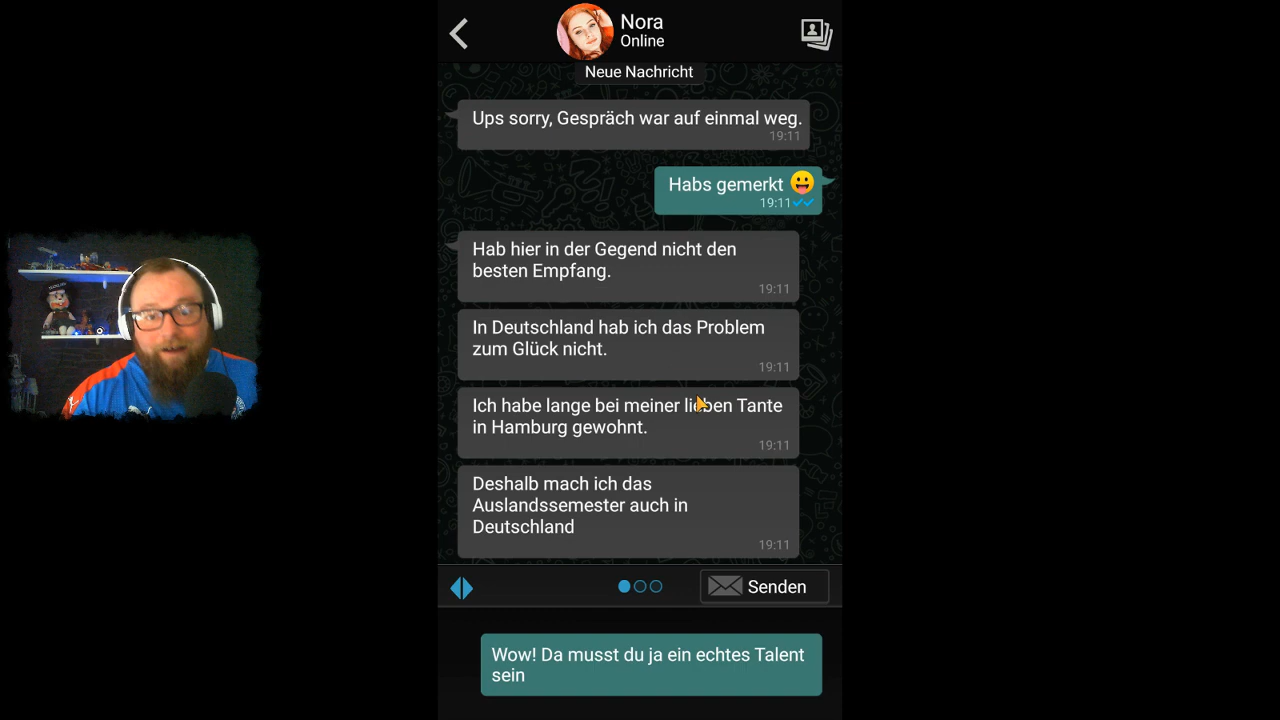 Nora
Online
Neue Nachricht
Ups sorry, Gespräch war auf einmal weg.
19:11
Habs gemerkt 😛
19:11
Hab hier in der Gegend nicht den
besten Empfang.
19:11
In Deutschland hab ich das Problem
zum Glück nicht.
19:11
Ich habe lange bei meiner lieben Tante
in Hamburg gewohnt.
19:11
Deshalb mach ich das
Auslandssemester auch in
Deutschland
19:11
Senden
Wow! Da musst du ja ein echtes Talent
sein